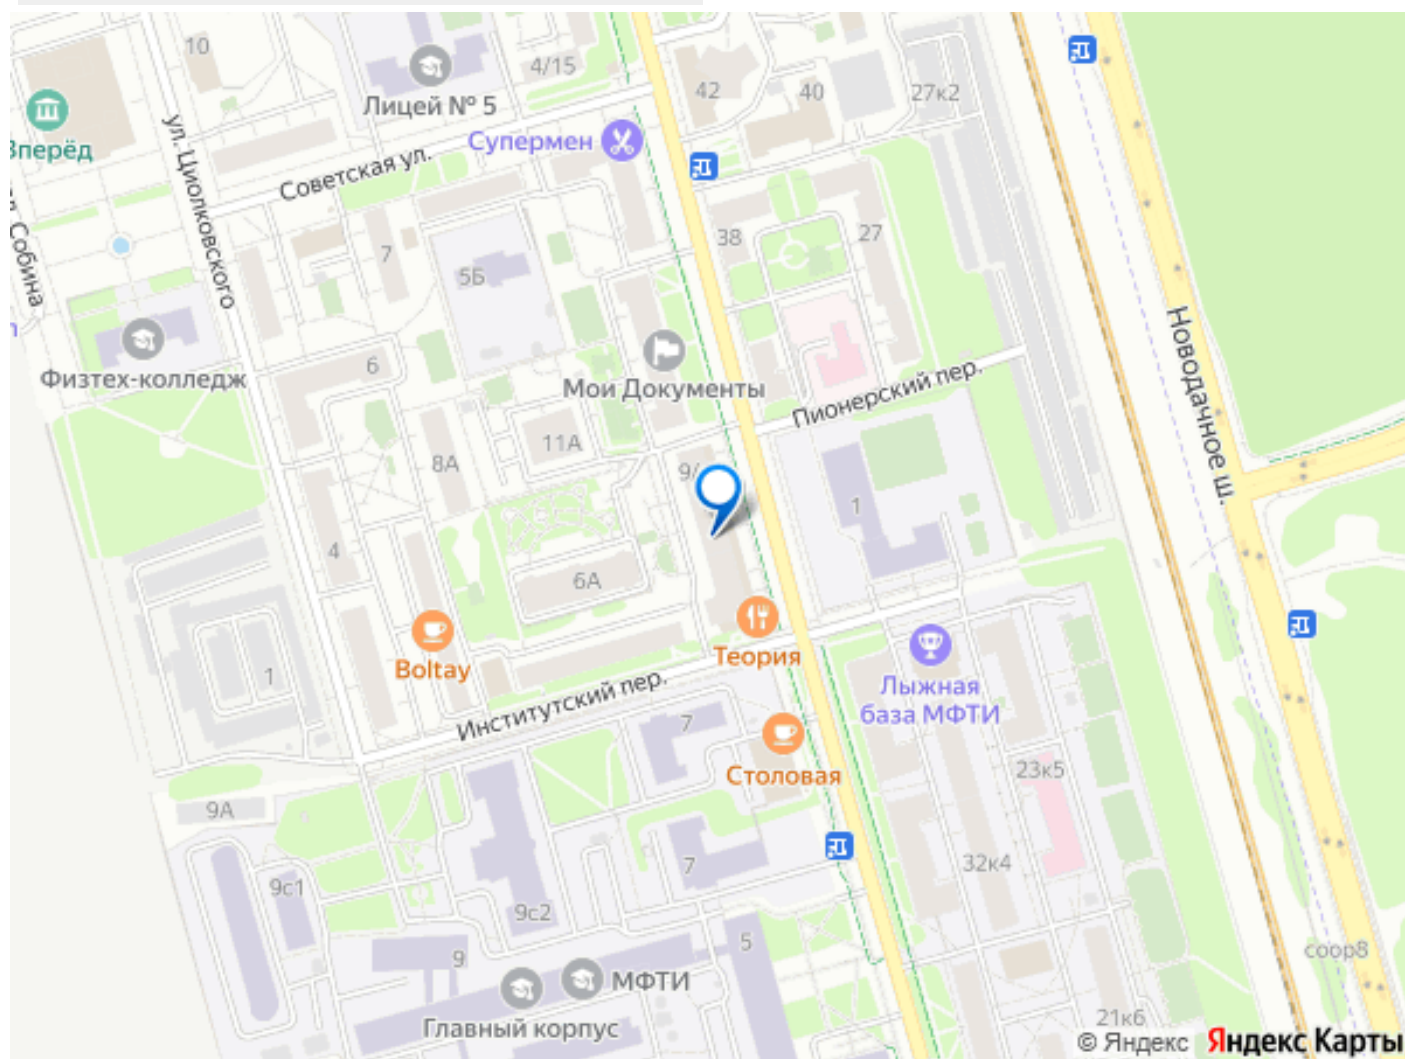 10
4/15
42
40
27к2
Лицей № 5
Супермен
Вперёд
ул. Циолковского
Советская ул.
Собина
38
27
7
5Б
Новодачное ш.
Физтех-колледж
6
Мои Документы
Пионерский пер.
11А
8А
9/
1
4
6А
Boltay
Теория
Лыжная
база МФТИ
1
Институтский пер.
7
Столовая
23к5
9А
7
32к4
9с1
9с2
5
9
соор8
МФТИ
Главный корпус
21к6
© Яндекс Яндекс Карты